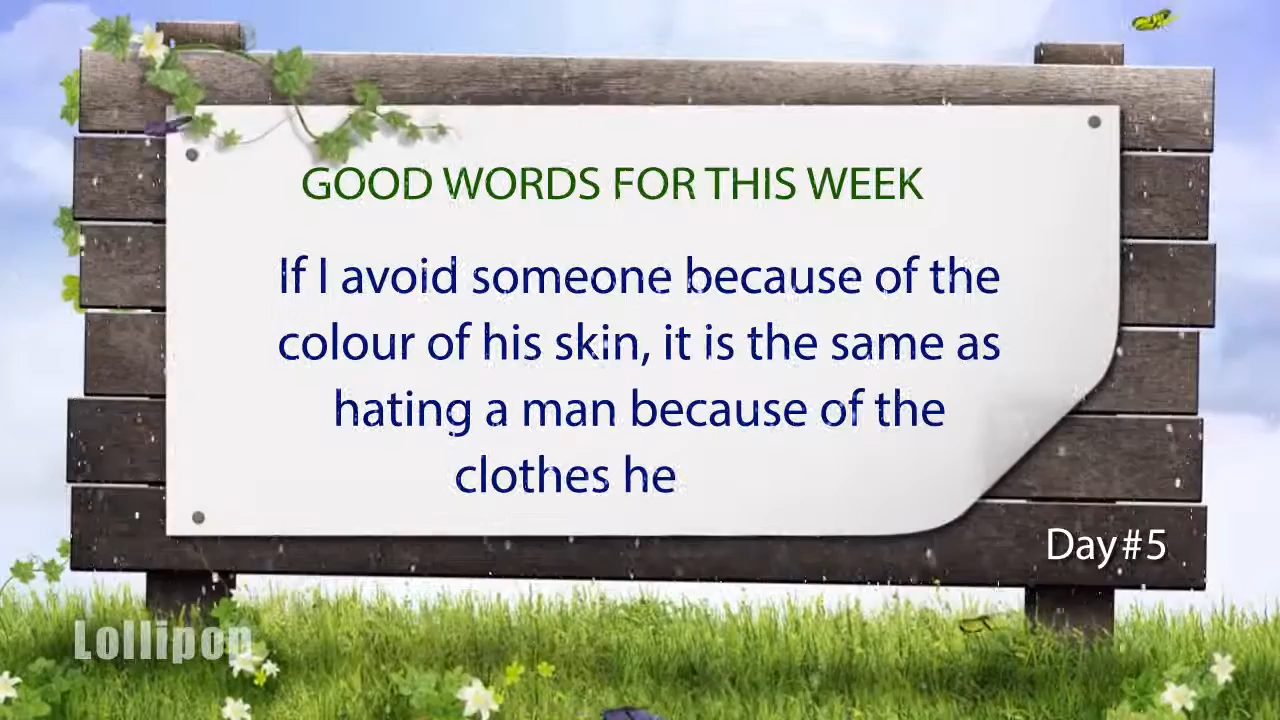 GOOD WORDS FOR THIS WEEK
If I avoid someone because of the
colour of his skin, it is the same as
hating a man because of the
clothes he
Day#5
Lollipop